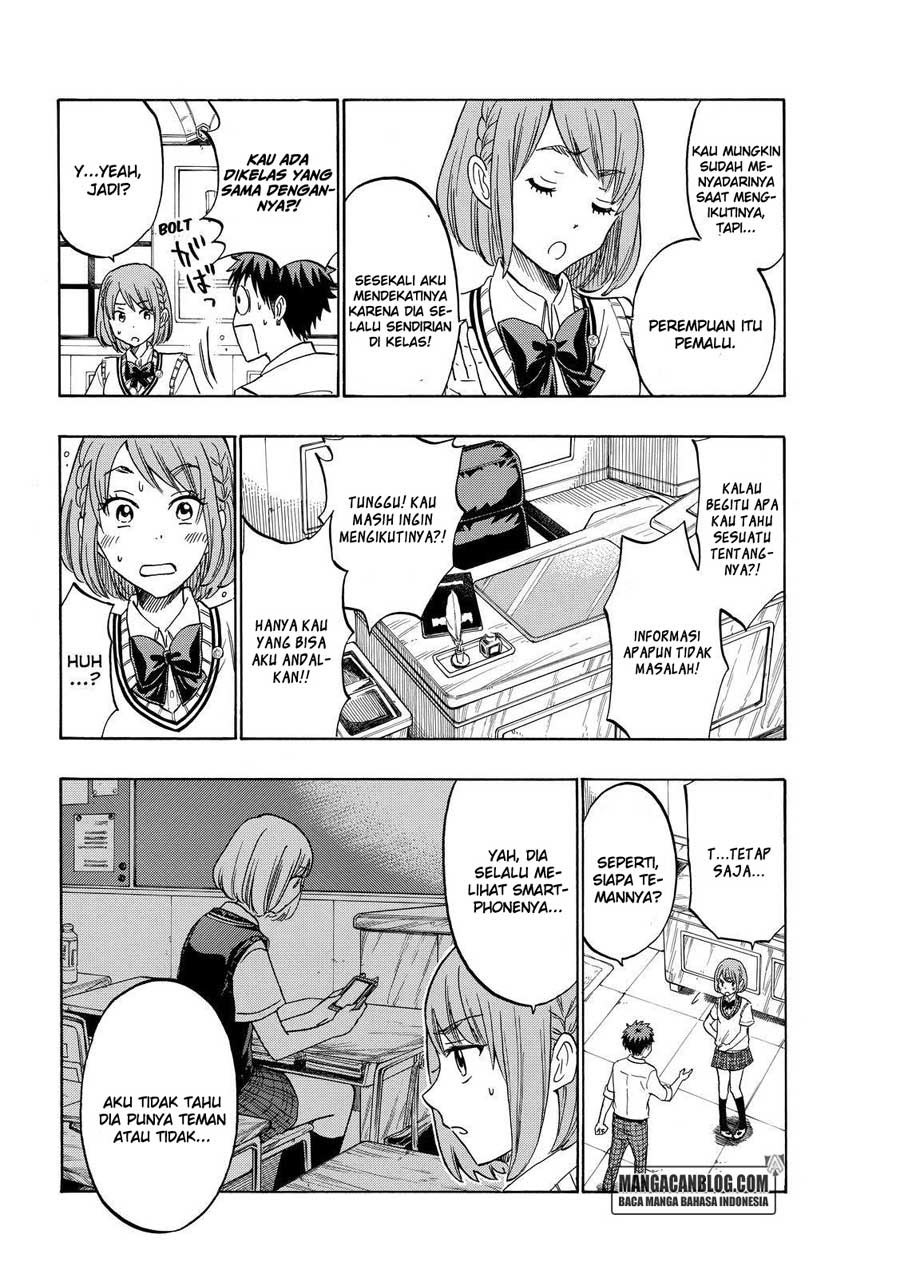 KAU MUNGKIN
SUDAH ME-
NYADARINYA
SAAT MENG-
IKUTINYA,
TAPI...
PEREMPUAN ITU
PEMALU.
SESEKALI AKU
MENDEKATINYA
KARENA DIA SE-
LALU SENDIRIAN
DI KELAS!
KAU ADA
DIKELAS YANG
SAMA DENGAN-
NYA?!
BOLT
がばっ
Y...YEAH,
JADI?
KALAU
BEGITU APA
KAU TAHU
SESUATU
TENTANG-
NYA?!
INFORMASI
APAPUN TIDAK
MASALAH!
TUNGGU! KAU
MASIH INGIN
MENGIKUTINYA?!
HANYA KAU
YANG BISA
AKU ANDAL-
KAN!!
HUH
...?
T...TETAP
SAJA...
SEPERTI,
SIAPA TE-
MANNYA?
YAH, DIA
SELALU ME-
LIHAT SMART-
PHONENYA...
AKU TIDAK TAHU
DIA PUNYA TEMAN
ATAU TIDAK...
MANGACANBLOG.COM
BACA MANGA BAHASA INDONESIA